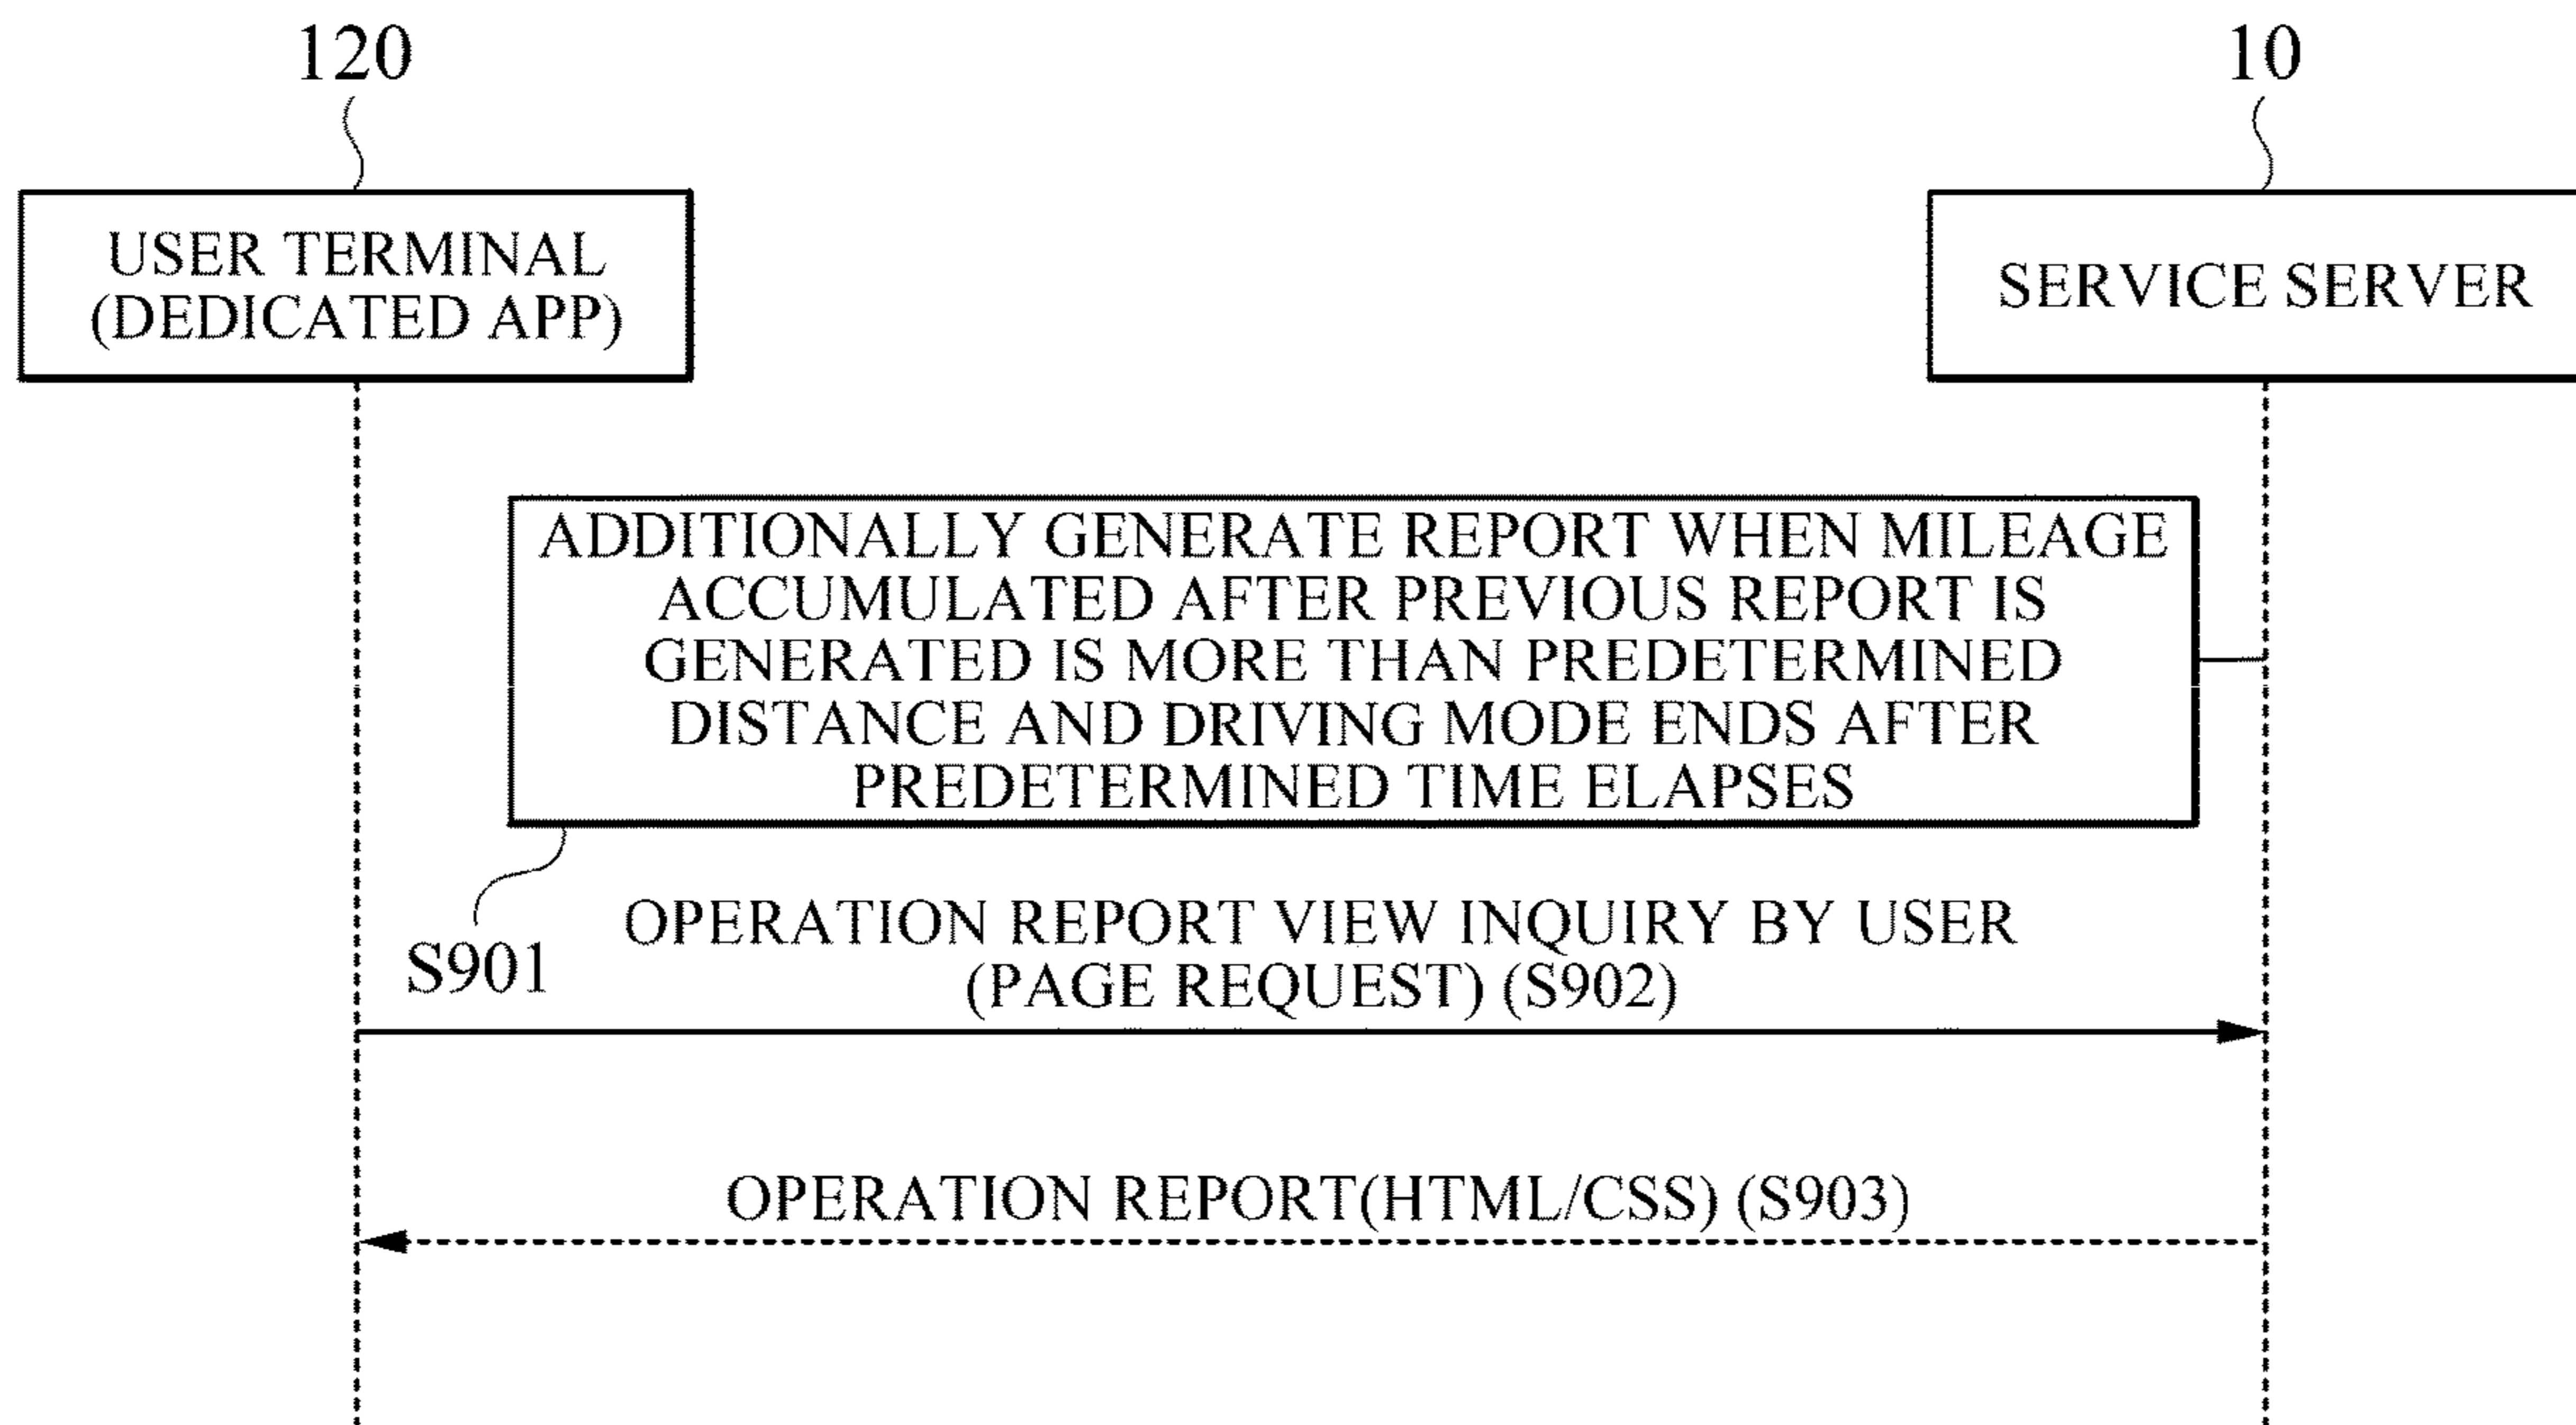 120
10
USER TERMINAL
(DEDICATED APP)
SERVICE SERVER
ADDITIONALLY GENERATE REPORT WHEN MILEAGE
ACCUMULATED AFTER PREVIOUS REPORT IS
GENERATED IS MORE THAN PREDETERMINED
DISTANCE AND DRIVING MODE ENDS AFTER
PREDETERMINED TIME ELAPSES
S901
OPERATION REPORT VIEW INQUIRY BY USER
(PAGE REQUEST) (S902)
OPERATION REPORT(HTML/CSS) (S903)